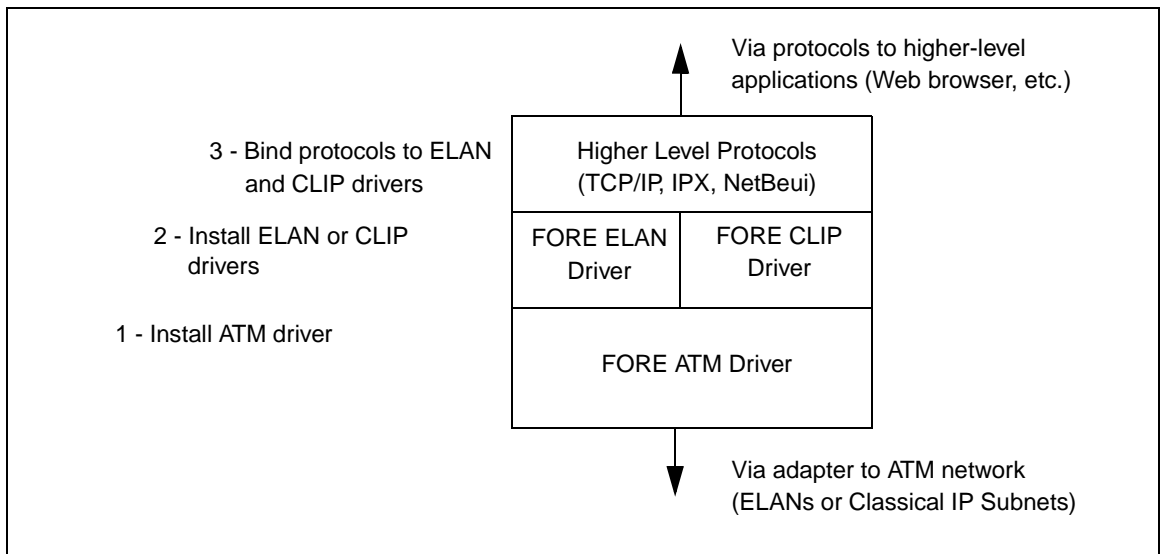 Via protocols to higher-level
applications (Web browser, etc.)
3 - Bind protocols to ELAN
and CLIP drivers
Higher Level Protocols
(TCP/IP, IPX, NetBeui)
2 - Install ELAN or CLIP
drivers
FORE ELAN
Driver
FORE CLIP
Driver
1 - Install ATM driver
FORE ATM Driver
Via adapter to ATM network
(ELANs or Classical IP Subnets)